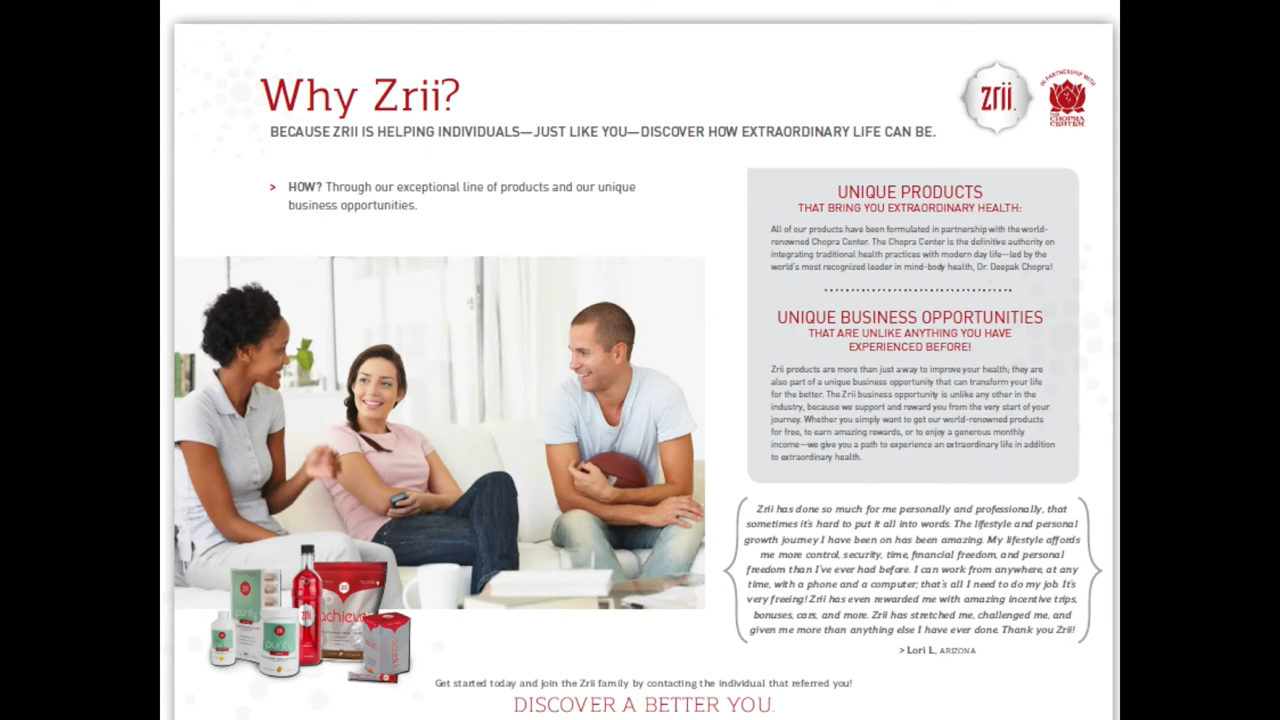 Why Zrii?
BECAUSE ZRII IS HELPING INDIVIDUALS—JUST LIKE YOU—DISCOVER HOW EXTRAORDINARY LIFE CAN BE.
zrii.
IN PARTNERSHIP WITH
THE
CHOPRA
CENTER
> HOW? Through our exceptional line of products and our unique
business opportunities.
UNIQUE PRODUCTS
THAT BRING YOU EXTRAORDINARY HEALTH:
All of our products have been formulated in partnership with the world-
renowned Chopra Center. The Chopra Center is the definitive authority on
integrating traditional health practices with modern day life—led by the
world's most recognized leader in mind-body health, Dr. Deepak Chopra!
UNIQUE BUSINESS OPPORTUNITIES
THAT ARE UNLIKE ANYTHING YOU HAVE
EXPERIENCED BEFORE!
Zrii products are more than just a way to improve your health; they are
also part of a unique business opportunity that can transform your life
for the better. The Zrii business opportunity is unlike any other in the
industry, because we support and reward you from the very start of your
journey. Whether you simply want to get our world-renowned products
for free, to earn amazing rewards, or to enjoy a generous monthly
income—we give you a path to experience an extraordinary life in addition
to extraordinary health.
Zrii has done so much for me personally and professionally, that
sometimes it's hard to put it all into words. The lifestyle and personal
growth journey I have been on has been amazing. My lifestyle affords
me more control, security, time, financial freedom, and personal
freedom than I've ever had before. I can work from anywhere, at any
time, with a phone and a computer; that's all I need to do my job. It's
very freeing! Zrii has even rewarded me with amazing incentive trips,
bonuses, cars, and more. Zrii has stretched me, challenged me, and
given me more than anything else I have ever done. Thank you Zrii!
> Lori L, ARIZONA
purify
purify
zrii
achieve
Get started today and join the Zrii family by contacting the individual that referred you!
DISCOVER A BETTER YOU.